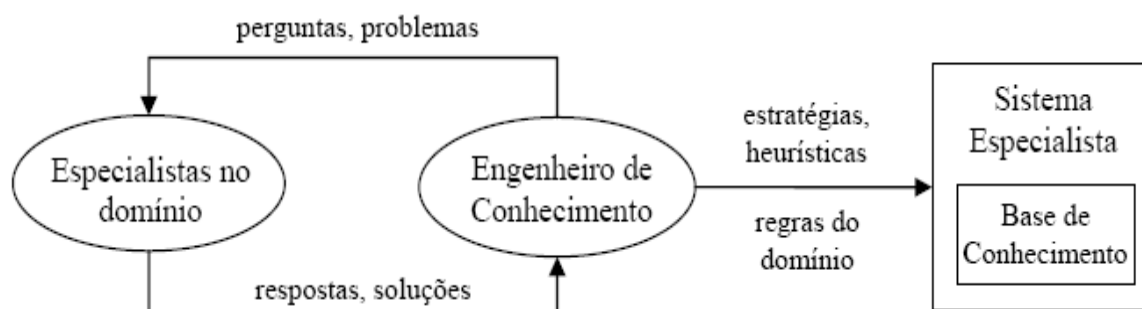 perguntas, problemas
Especialistas no
domínio
Engenheiro de
Conhecimento
respostas, soluções
estratégias,
heurísticas
regras do
domínio
Sistema
Especialista
Base de
Conhecimento